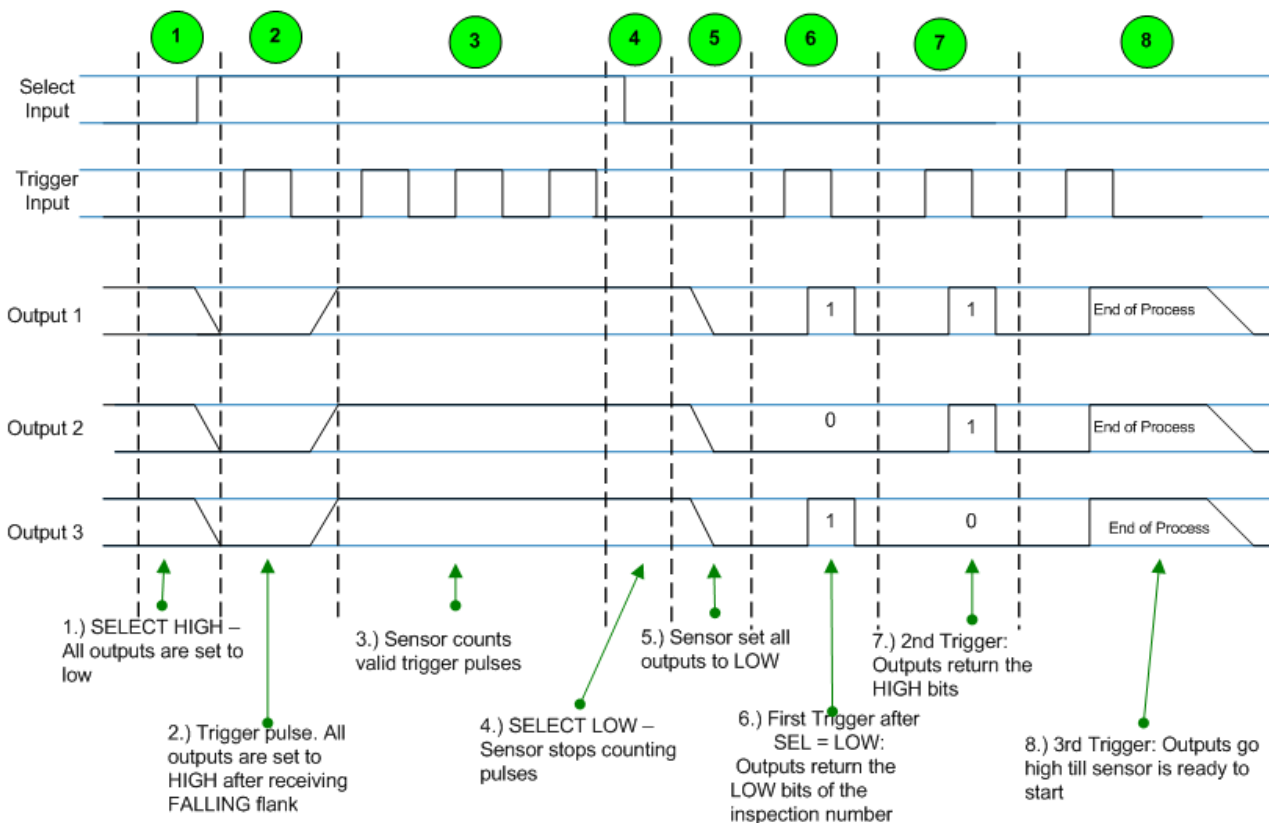 1 2 3 4 5 6 7 8
Select
Input
Trigger
Input
Output 1
1
1
End of Process
Output 2
0
1
End of Process
Output 3
1
0
End of Process
1.) SELECT HIGH –
All outputs are set to
low
2.) Trigger pulse. All
outputs are set to
HIGH after receiving
FALLING flank
3.) Sensor counts
valid trigger pulses
4.) SELECT LOW –
Sensor stops counting
pulses
5.) Sensor set all
outputs to LOW
6.) First Trigger after
SEL = LOW:
Outputs return the
LOW bits of the
inspection number
7.) 2nd Trigger:
Outputs return the
HIGH bits
8.) 3rd Trigger: Outputs go
high till sensor is ready to
start